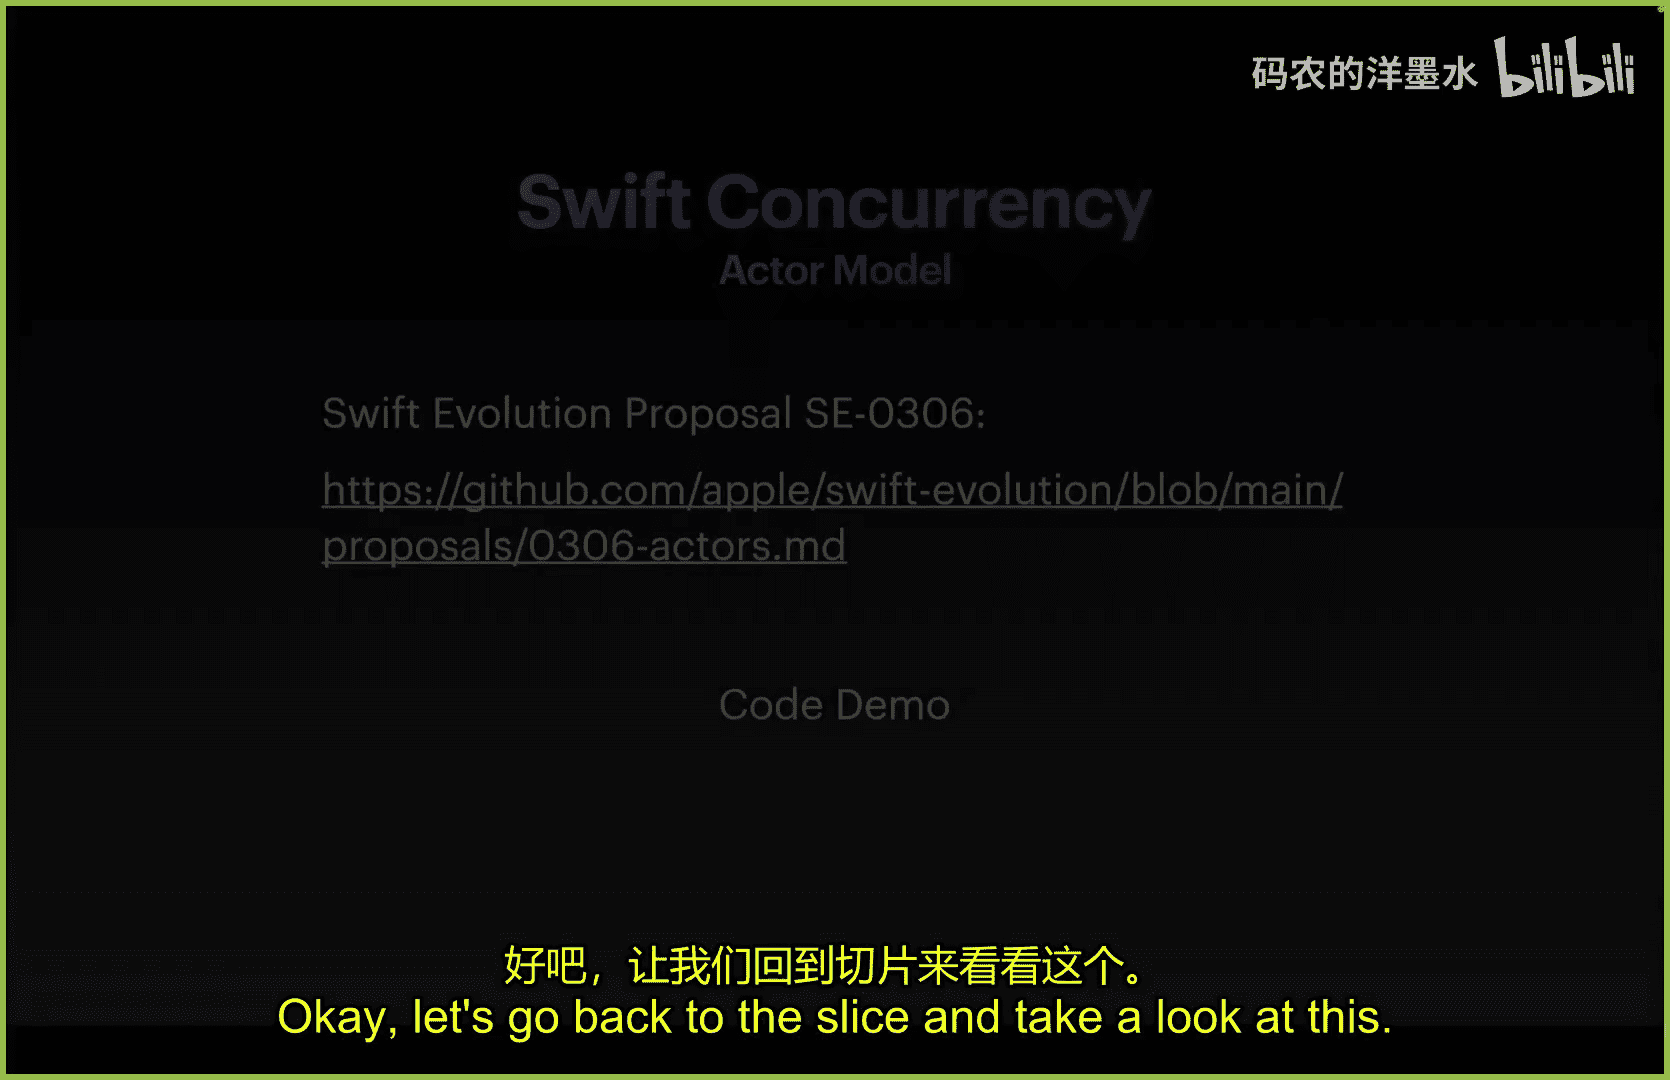 码农的洋墨水 bilibili
Swift Concurrency
Actor Model
Swift Evolution Proposal SE-0306:
https://github.com/apple/swift-evolution/blob/main/
proposals/0306-actors.md
Code Demo
好吧，让我们回到切片来看看这个。
Okay, let's go back to the slice and take a look at this.